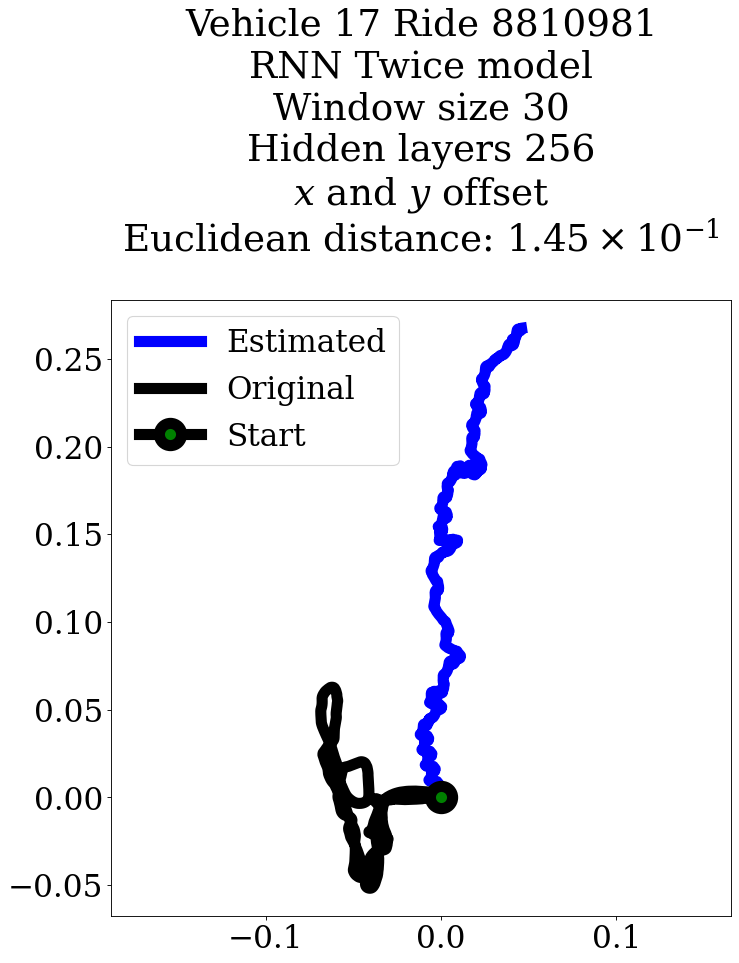 Vehicle 17 Ride 8810981
RNN Twice model
Window size 30
Hidden layers 256
x and y offset
Euclidean distance: 1.45 × 10⁻¹
Estimated
Original
Start
0.25
0.20
0.15
0.10
0.05
0.00
−0.05
−0.1 0.0 0.1